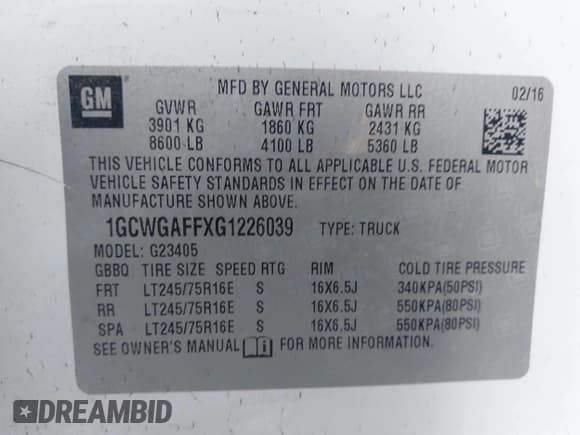 GM
MFD BY GENERAL MOTORS LLC 02/16
GVWR GAWR FRT GAWR RR
3901 KG 1860 KG 2431 KG
8600 LB 4100 LB 5360 LB
THIS VEHICLE CONFORMS TO ALL APPLICABLE U.S. FEDERAL MOTOR
VEHICLE SAFETY STANDARDS IN EFFECT ON THE DATE OF
MANUFACTURE SHOWN ABOVE.
1GCWGAFFXG1226039 TYPE: TRUCK
MODEL: G23405
GBBQ TIRE SIZE SPEED RTG RIM COLD TIRE PRESSURE
FRT LT245/75R16E S 16X6.5J 340KPA(50PSI)
RR LT245/75R16E S 16X6.5J 550KPA(80PSI)
SPA LT245/75R16E S 16X6.5J 550KPA(80PSI)
SEE OWNER'S MANUAL FOR MORE INFORMATION.
DREAMBID